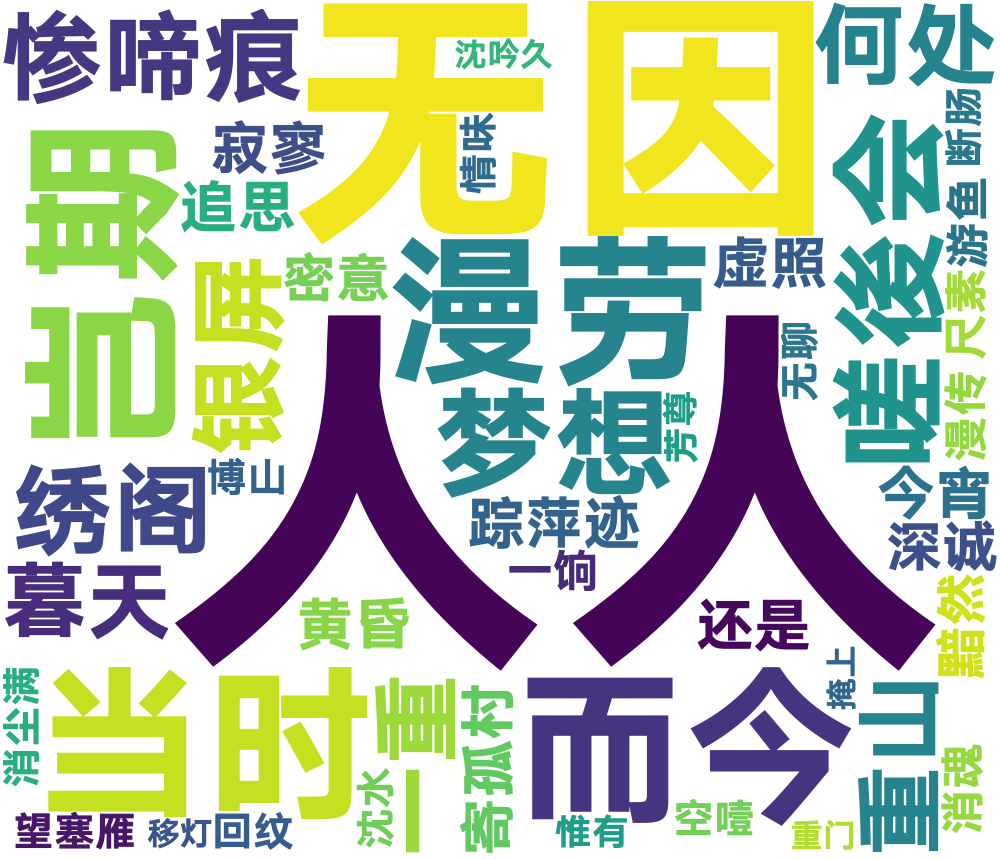 惨啼痕
无因
沈吟久
何处
寂寥
情味
断肠
追思
岂期
後会
游鱼
密意
银屏
漫劳
虚照
尺素
人人
梦想
无聊
芳尊
嗟
漫传
绣阁
博山
踪萍迹
今宵
深诚
一饷
暮天
黄昏
还是
黯然
消尘满
当时
一重
寄孤村
而今
掩上
重山
消魂
沈水
望塞雁
移灯
回纹
惟有
空噎
重门